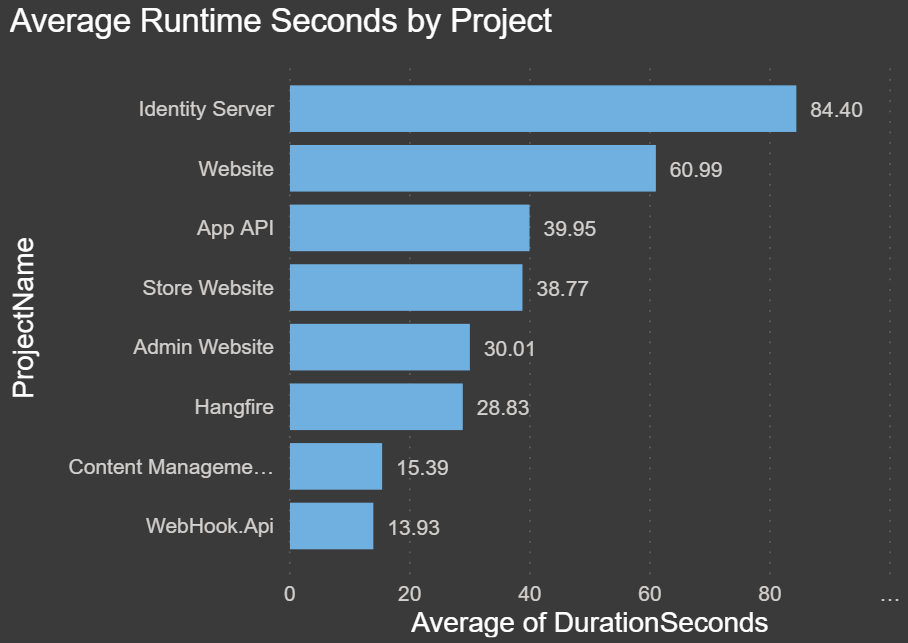 Average Runtime Seconds by Project
ProjectName
Identity Server 84.40
Website 60.99
App API 39.95
Store Website 38.77
Admin Website 30.01
Hangfire 28.83
Content Manageme… 15.39
WebHook.Api 13.93
0 20 40 60 80 …
Average of DurationSeconds